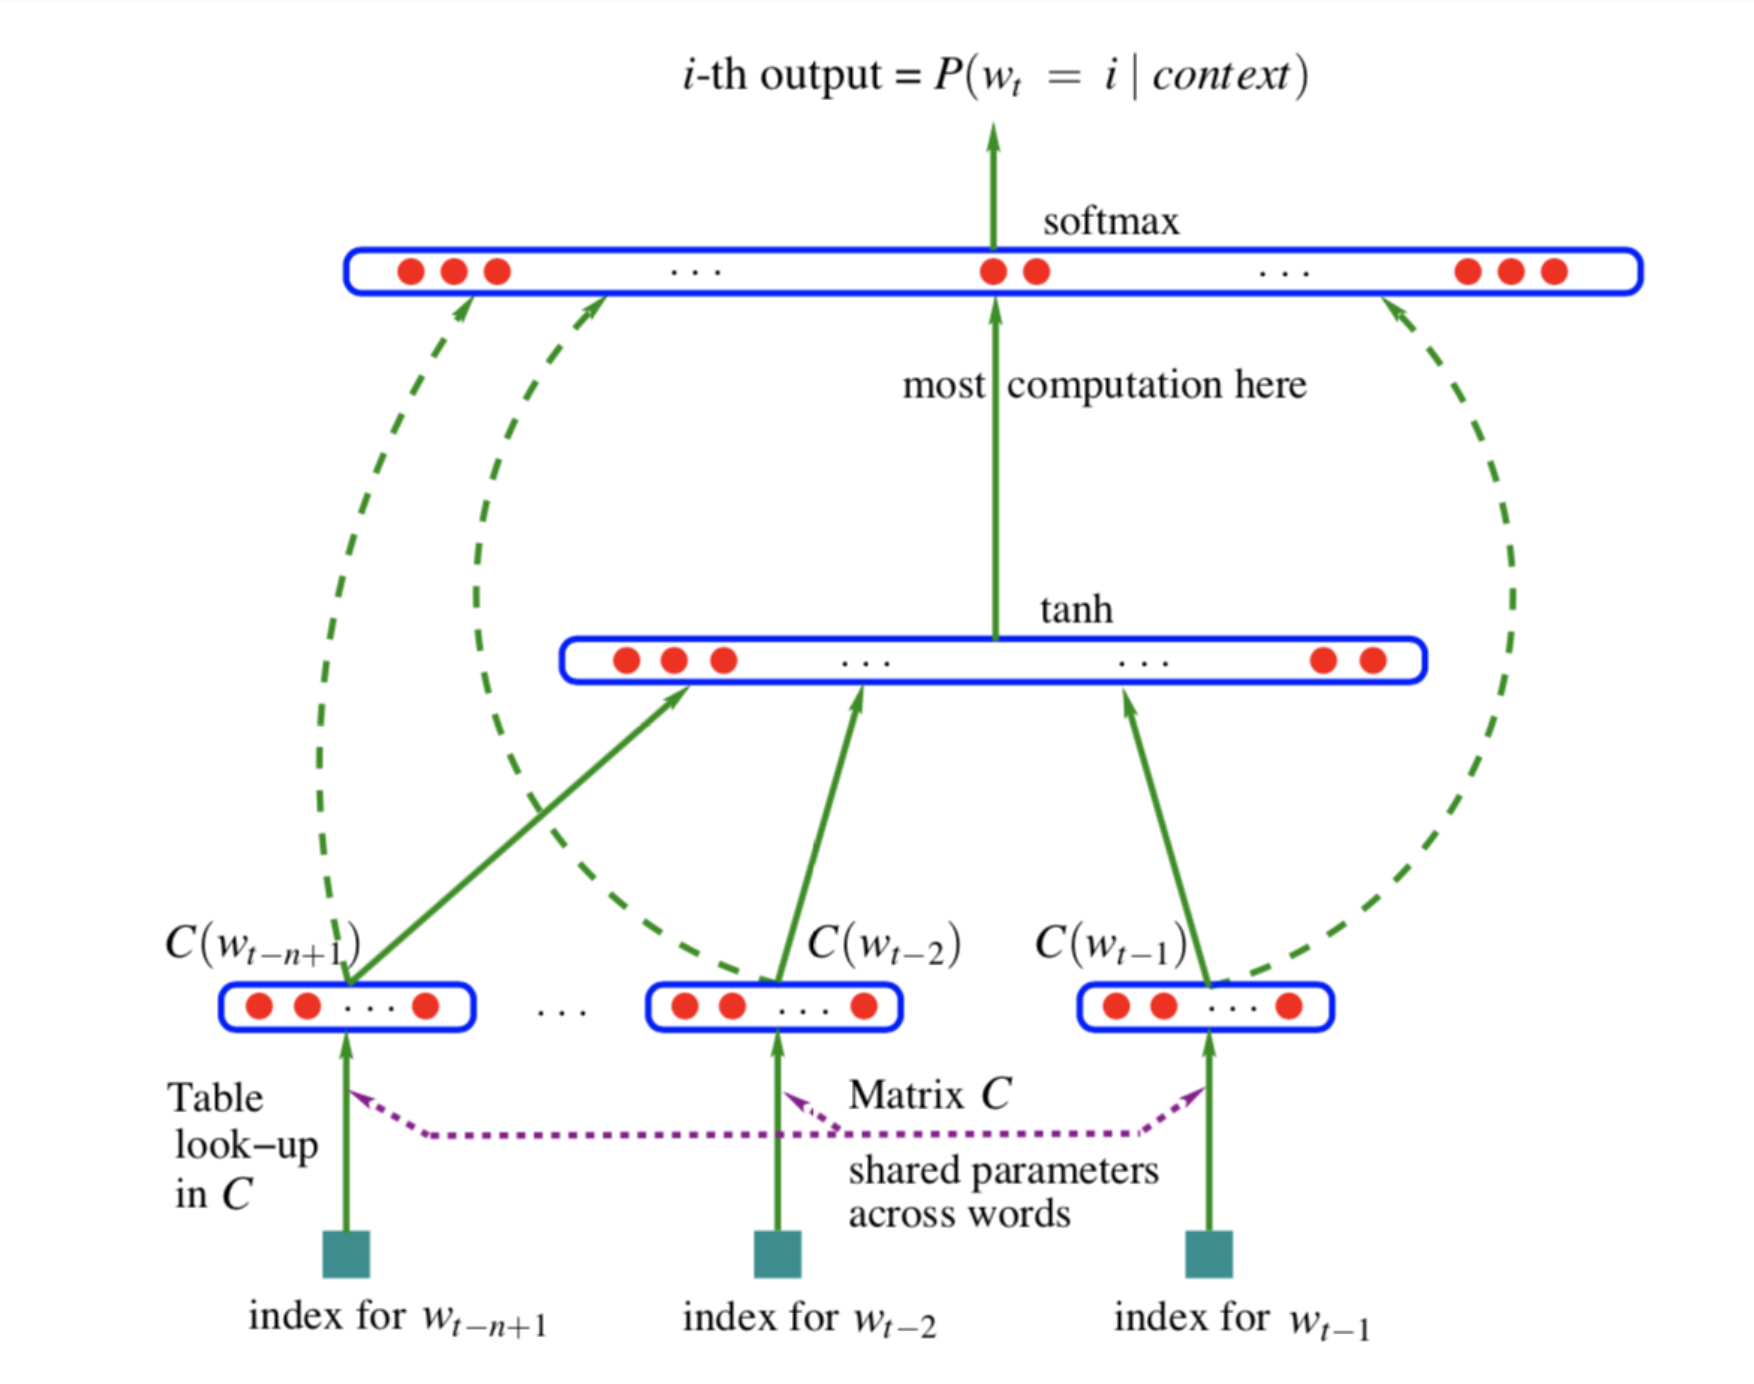 i-th output = P(w_t = i | context)
softmax
. . .
. . .
most computation here
tanh
. . .
. . .
C(w_{t−n+1})
C(w_{t−2})
C(w_{t−1})
. . .
. . .
. . .
. . .
Table
look−up
in C
Matrix C
shared parameters
across words
index for w_{t−n+1}
index for w_{t−2}
index for w_{t−1}